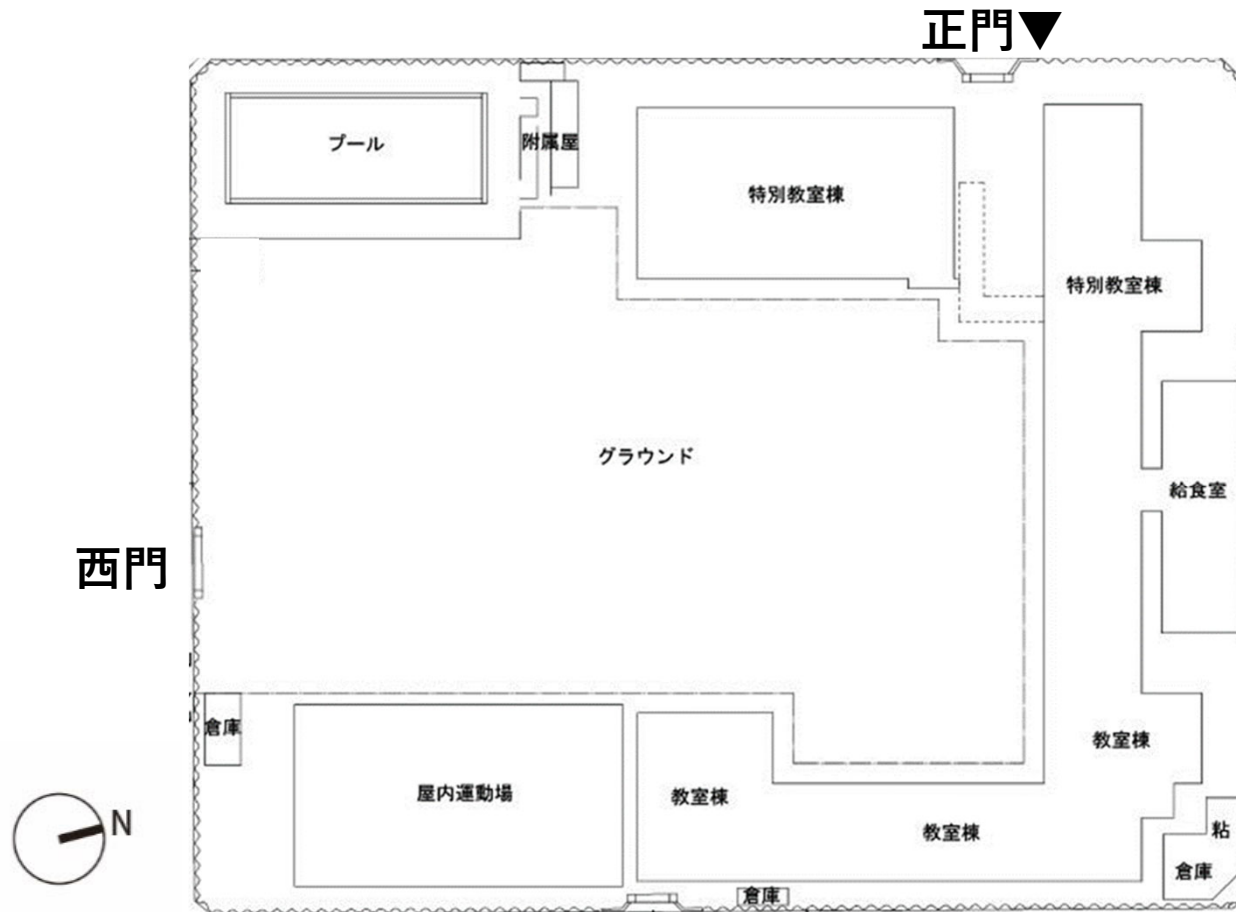 正門▼
プール
附属屋
特別教室棟
特別教室棟
グラウンド
給食室
西門
倉庫
教室棟
屋内運動場
教室棟
N
教室棟
粘
倉庫
倉庫